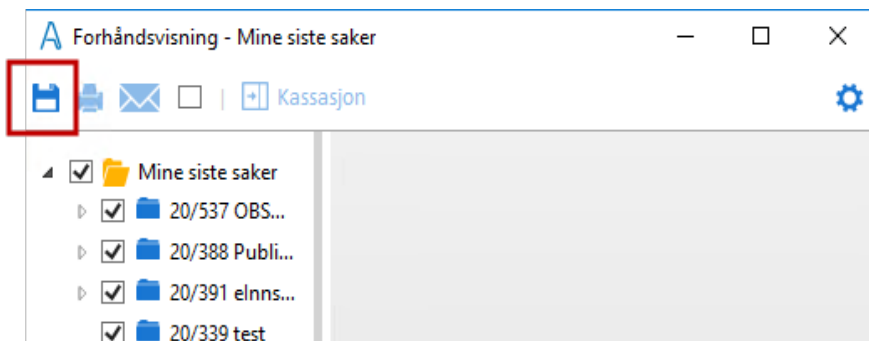 Forhåndsvisning - Mine siste saker
Kassasjon
Mine siste saker
20/537 OBS...
20/388 Publi...
20/391 eInns...
20/339 test